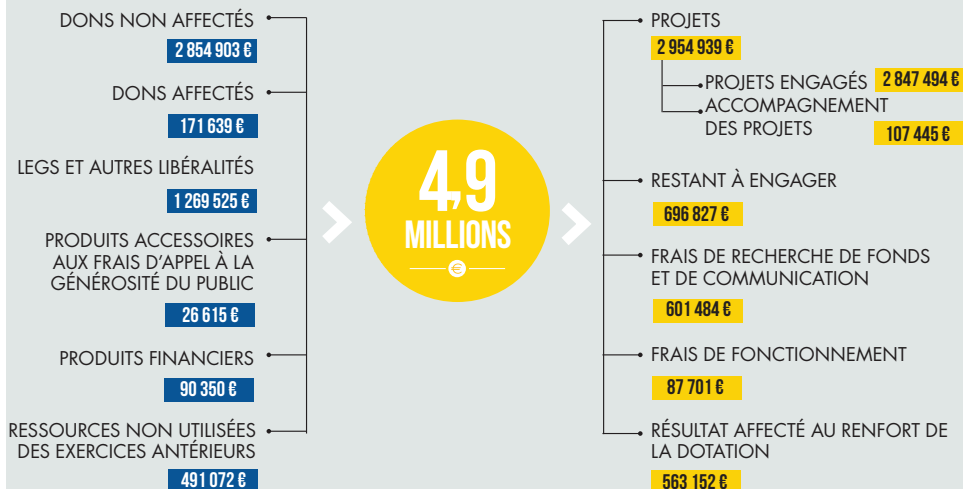 DONS NON AFFECTÉS
2 854 903 €
DONS AFFECTÉS
171 639 €
LEGS ET AUTRES LIBÉRALITÉS
1 269 525 €
PRODUITS ACCESSOIRES
AUX FRAIS D'APPEL À LA
GÉNÉROSITÉ DU PUBLIC
26 615 €
PRODUITS FINANCIERS
90 350 €
RESSOURCES NON UTILISÉES
DES EXERCICES ANTÉRIEURS
491 072 €
4,9
MILLIONS
€
PROJETS
2 954 939 €
PROJETS ENGAGÉS 2 847 494 €
ACCOMPAGNEMENT
DES PROJETS
107 445 €
RESTANT À ENGAGER
696 827 €
FRAIS DE RECHERCHE DE FONDS
ET DE COMMUNICATION
601 484 €
FRAIS DE FONCTIONNEMENT
87 701 €
RÉSULTAT AFFECTÉ AU RENFORT DE
LA DOTATION
563 152 €